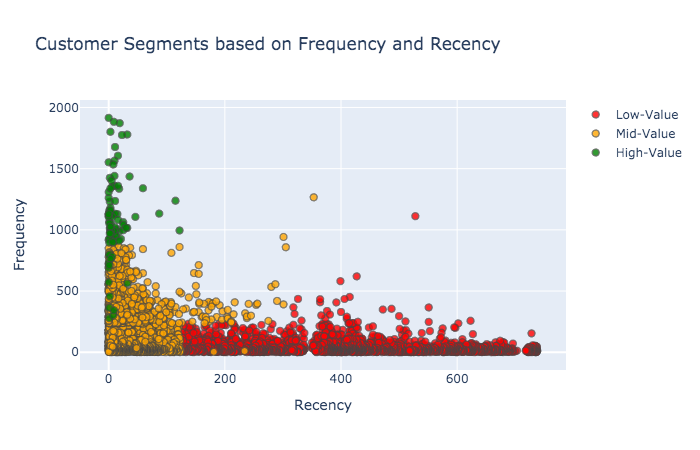 Customer Segments based on Frequency and Recency
2000
1500
1000
500
0
Frequency
0 200 400 600
Recency
Low-Value
Mid-Value
High-Value